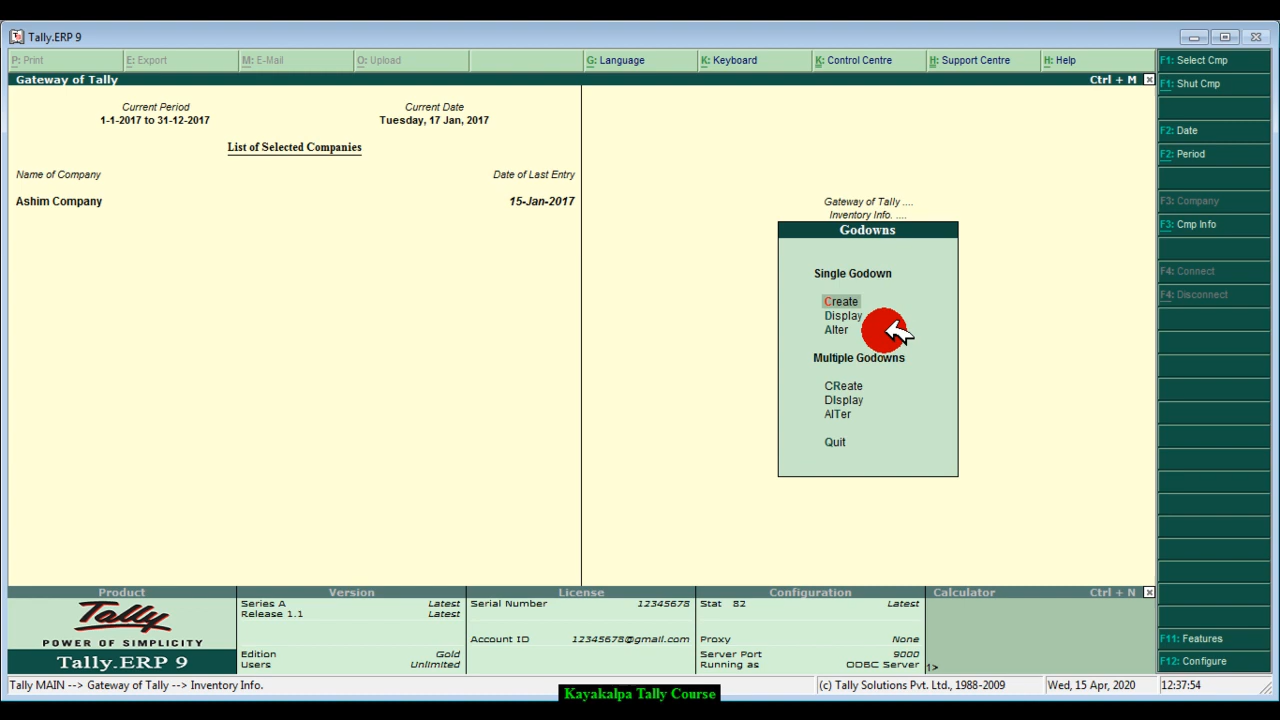 Tally.ERP 9
P: Print
E: Export
M: E-Mail
O: Upload
G: Language
K: Keyboard
K: Control Centre
H: Support Centre
H: Help
Gateway of Tally
Ctrl + M
Current Period
Current Date
1-1-2017 to 31-12-2017
Tuesday, 17 Jan, 2017
List of Selected Companies
Name of Company
Date of Last Entry
Ashim Company
15-Jan-2017
Gateway of Tally ....
Inventory Info. ....
Godowns
Single Godown
Create
Display
Alter
Multiple Godowns
CReate
DIsplay
AlTer
Quit
F1: Select Cmp
F1: Shut Cmp
F2: Date
F2: Period
F3: Company
F3: Cmp Info
F4: Connect
F4: Disconnect
F11: Features
F12: Configure
Product
Tally
POWER OF SIMPLICITY
Tally.ERP 9
Version
Series A Latest
Release 1.1 Latest
Edition Gold
Users Unlimited
License
Serial Number 12345678
Account ID 12345678@gmail.com
Configuration
Stat 82 Latest
Proxy None
Server Port 9000
Running as ODBC Server
Calculator Ctrl + N
1>
Tally MAIN --> Gateway of Tally --> Inventory Info.
(c) Tally Solutions Pvt. Ltd., 1988-2009
Wed, 15 Apr, 2020
12:37:54
Kayakalpa Tally Course